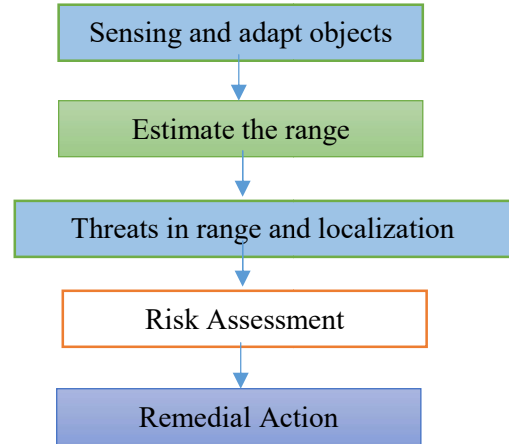 Sensing and adapt objects
Estimate the range
Threats in range and localization
Risk Assessment
Remedial Action